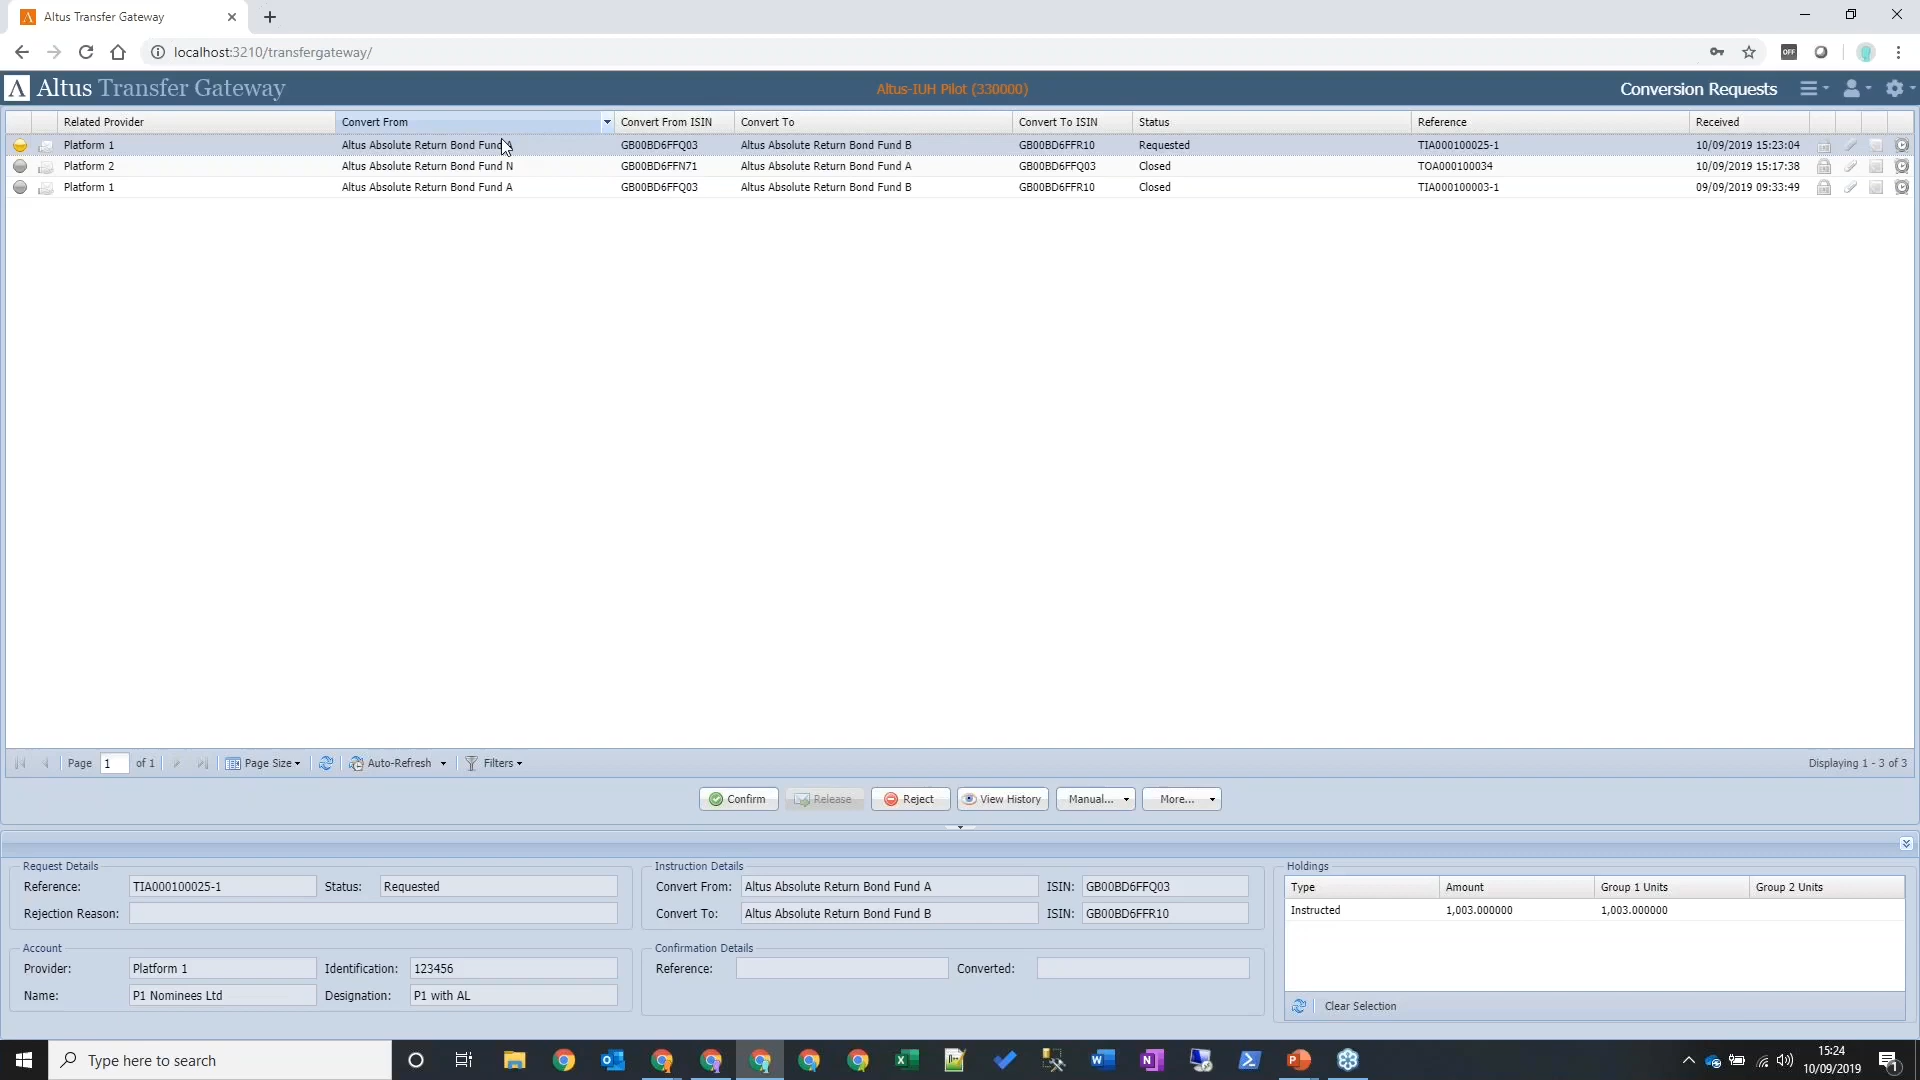 Altus Transfer Gateway
localhost:3210/transfergateway/
OFF
Λ Altus Transfer Gateway Altus-IUH Pilot (330000) Conversion Requests
Related Provider Convert From Convert From ISIN Convert To Convert To ISIN Status Reference Received
Platform 1 Altus Absolute Return Bond Fund A GB00BD6FFQ03 Altus Absolute Return Bond Fund B GB00BD6FFR10 Requested TIA000100025-1 10/09/2019 15:23:04
Platform 2 Altus Absolute Return Bond Fund N GB00BD6FFN71 Altus Absolute Return Bond Fund A GB00BD6FFQ03 Closed TOA000100034 10/09/2019 15:17:38
Platform 1 Altus Absolute Return Bond Fund A GB00BD6FFQ03 Altus Absolute Return Bond Fund B GB00BD6FFR10 Closed TIA000100003-1 09/09/2019 09:33:49
Page 1 of 1 Page Size Auto-Refresh Filters Displaying 1 - 3 of 3
Confirm Release Reject View History Manual... More...
Request Details Instruction Details Holdings
Reference: TIA000100025-1 Status: Requested Convert From: Altus Absolute Return Bond Fund A ISIN: GB00BD6FFQ03 Type Amount Group 1 Units Group 2 Units
Rejection Reason: Convert To: Altus Absolute Return Bond Fund B ISIN: GB00BD6FFR10 Instructed 1,003.000000 1,003.000000
Account Confirmation Details
Provider: Platform 1 Identification: 123456 Reference: Converted:
Name: P1 Nominees Ltd Designation: P1 with AL
Clear Selection
Type here to search
15:24
10/09/2019
1